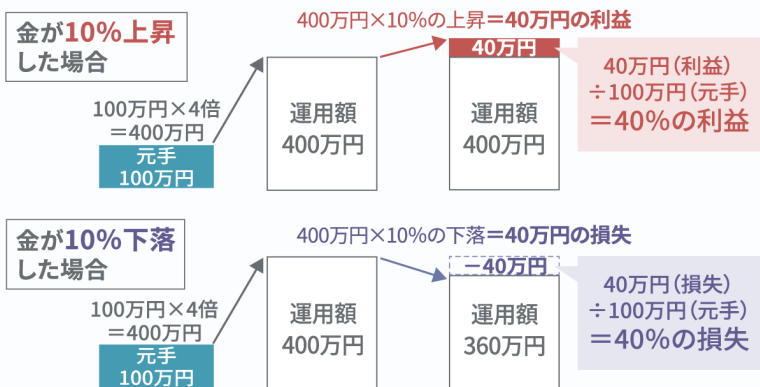 金が10%上昇
した場合
400万円×10%の上昇＝40万円の利益
100万円×4倍
＝400万円
元手
100万円
運用額
400万円
40万円
運用額
400万円
40万円（利益）
÷100万円（元手）
＝40%の利益
金が10%下落
した場合
400万円×10%の下落＝40万円の損失
100万円×4倍
＝400万円
元手
100万円
運用額
400万円
－40万円
運用額
360万円
40万円（損失）
÷100万円（元手）
＝40%の損失